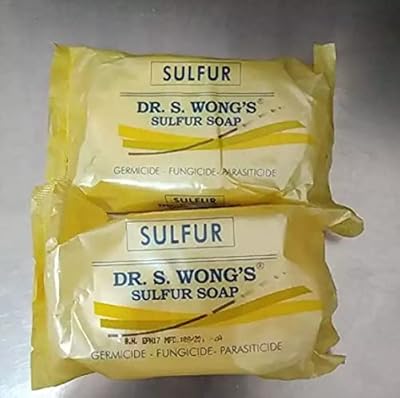 SULFUR
DR. S. WONG'S®
SULFUR SOAP
GERMICIDE - FUNGICIDE - PARASITICIDE
SULFUR
SULFUR
DR. S. WONG'S®
SULFUR SOAP
GERMICIDE - FUNGICIDE - PARASITICIDE